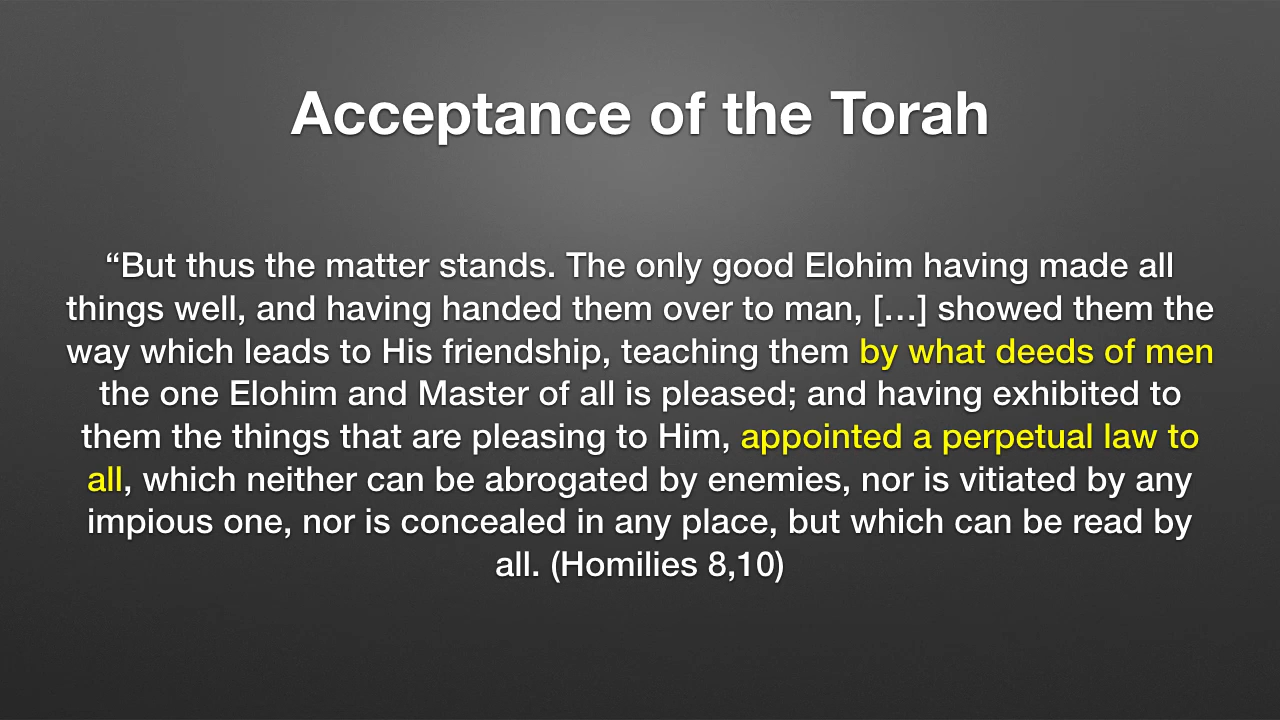 Acceptance of the Torah
“But thus the matter stands. The only good Elohim having made all
things well, and having handed them over to man, […] showed them the
way which leads to His friendship, teaching them by what deeds of men
the one Elohim and Master of all is pleased; and having exhibited to
them the things that are pleasing to Him, appointed a perpetual law to
all, which neither can be abrogated by enemies, nor is vitiated by any
impious one, nor is concealed in any place, but which can be read by
all. (Homilies 8,10)